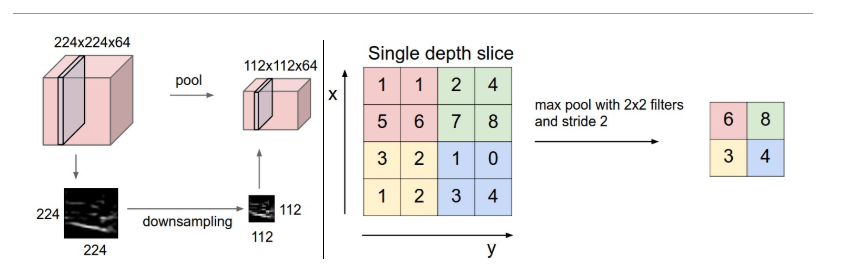 224x224x64
pool
112x112x64
224
224
downsampling
112
112
Single depth slice
x
1 1 2 4
5 6 7 8
3 2 1 0
1 2 3 4
y
max pool with 2x2 filters
and stride 2
6 8
3 4